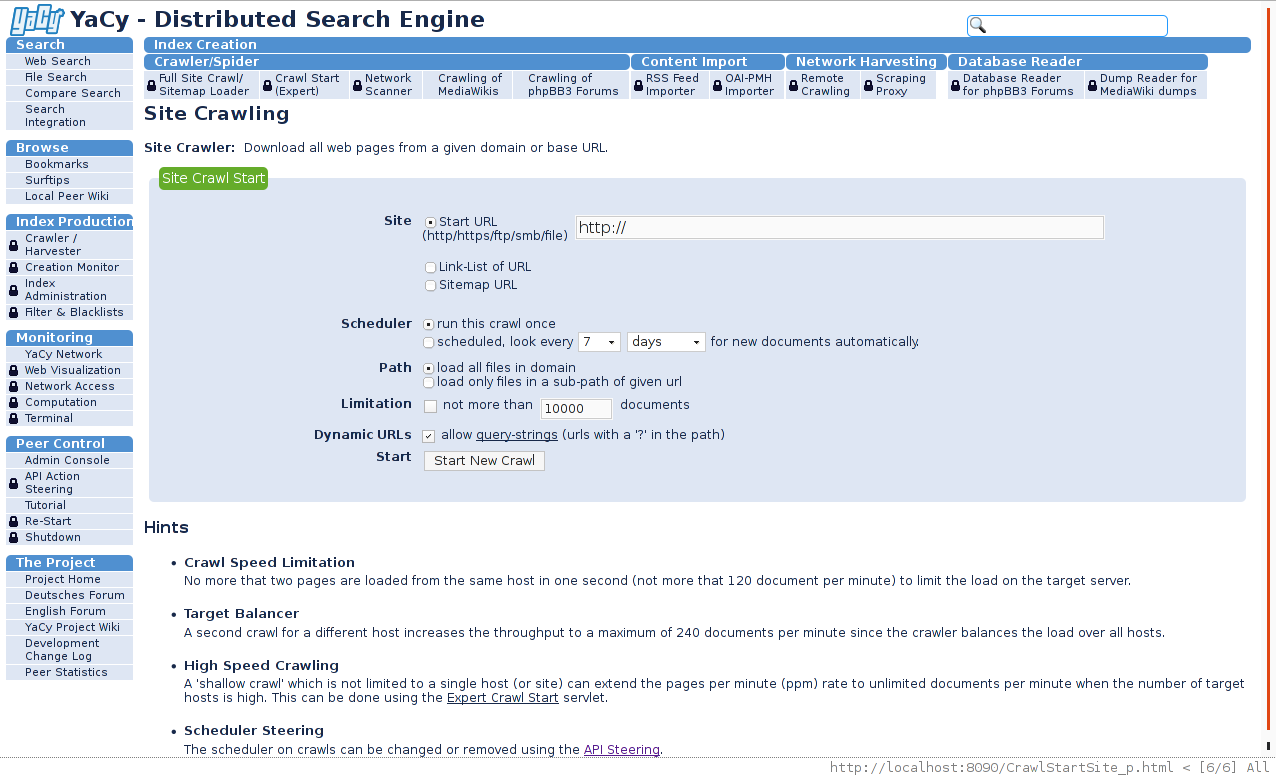 YaCy YaCy - Distributed Search Engine
Search
Web Search
File Search
Compare Search
Search
Integration
Browse
Bookmarks
Surftips
Local Peer Wiki
Index Production
Crawler /
Harvester
Creation Monitor
Index
Administration
Filter & Blacklists
Monitoring
YaCy Network
Web Visualization
Network Access
Computation
Terminal
Peer Control
Admin Console
API Action
Steering
Tutorial
Re-Start
Shutdown
The Project
Project Home
Deutsches Forum
English Forum
YaCy Project Wiki
Development
Change Log
Peer Statistics
Index Creation
Crawler/Spider
Full Site Crawl/
Sitemap Loader
Crawl Start
(Expert)
Network
Scanner
Crawling of
MediaWikis
Crawling of
phpBB3 Forums
Content Import
RSS Feed
Importer
OAI-PMH
Importer
Network Harvesting
Remote
Crawling
Scraping
Proxy
Database Reader
Database Reader
for phpBB3 Forums
Dump Reader for
MediaWiki dumps
Site Crawling
Site Crawler: Download all web pages from a given domain or base URL.
Site Crawl Start
Site Start URL
(http/https/ftp/smb/file) http://
Link-List of URL
Sitemap URL
Scheduler run this crawl once
scheduled, look every 7 days for new documents automatically.
Path load all files in domain
load only files in a sub-path of given url
Limitation not more than 10000 documents
Dynamic URLs allow query-strings (urls with a '?' in the path)
Start Start New Crawl
Hints
• Crawl Speed Limitation
No more that two pages are loaded from the same host in one second (not more that 120 document per minute) to limit the load on the target server.
• Target Balancer
A second crawl for a different host increases the throughput to a maximum of 240 documents per minute since the crawler balances the load over all hosts.
• High Speed Crawling
A 'shallow crawl' which is not limited to a single host (or site) can extend the pages per minute (ppm) rate to unlimited documents per minute when the number of target
hosts is high. This can be done using the Expert Crawl Start servlet.
• Scheduler Steering
The scheduler on crawls can be changed or removed using the API Steering.
http://localhost:8090/CrawlStartSite_p.html < [6/6] All